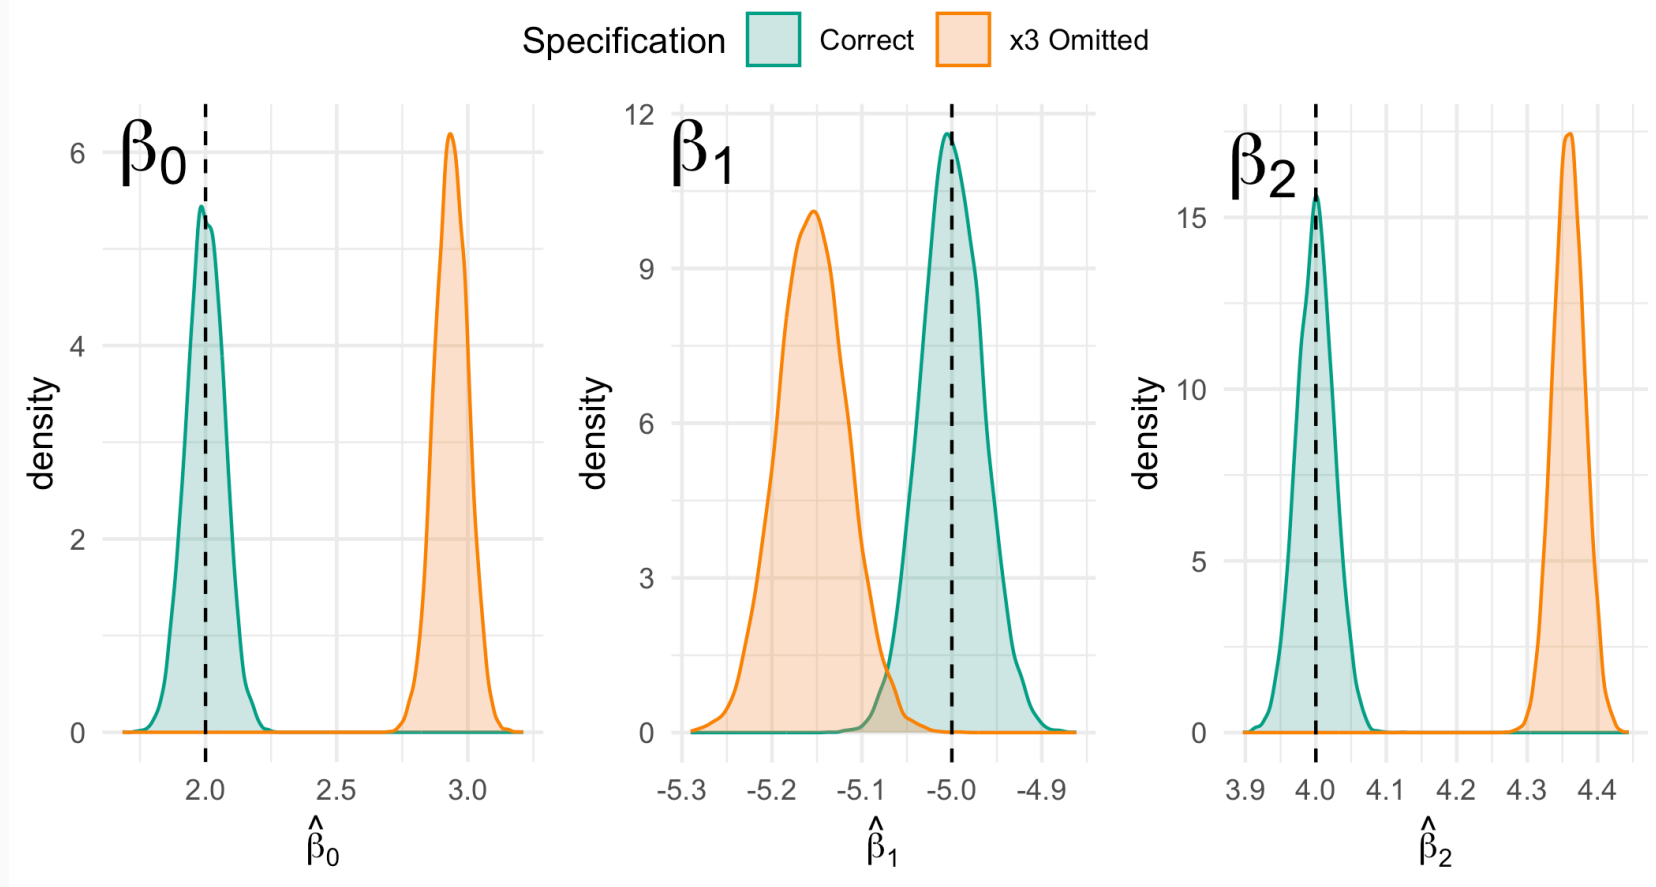 Specification Correct x3 Omitted
β₀
density
6
4
2
0
2.0 2.5 3.0
β̂₀
β₁
density
12
9
6
3
0
-5.3 -5.2 -5.1 -5.0 -4.9
β̂₁
β₂
density
15
10
5
0
3.9 4.0 4.1 4.2 4.3 4.4
β̂₂